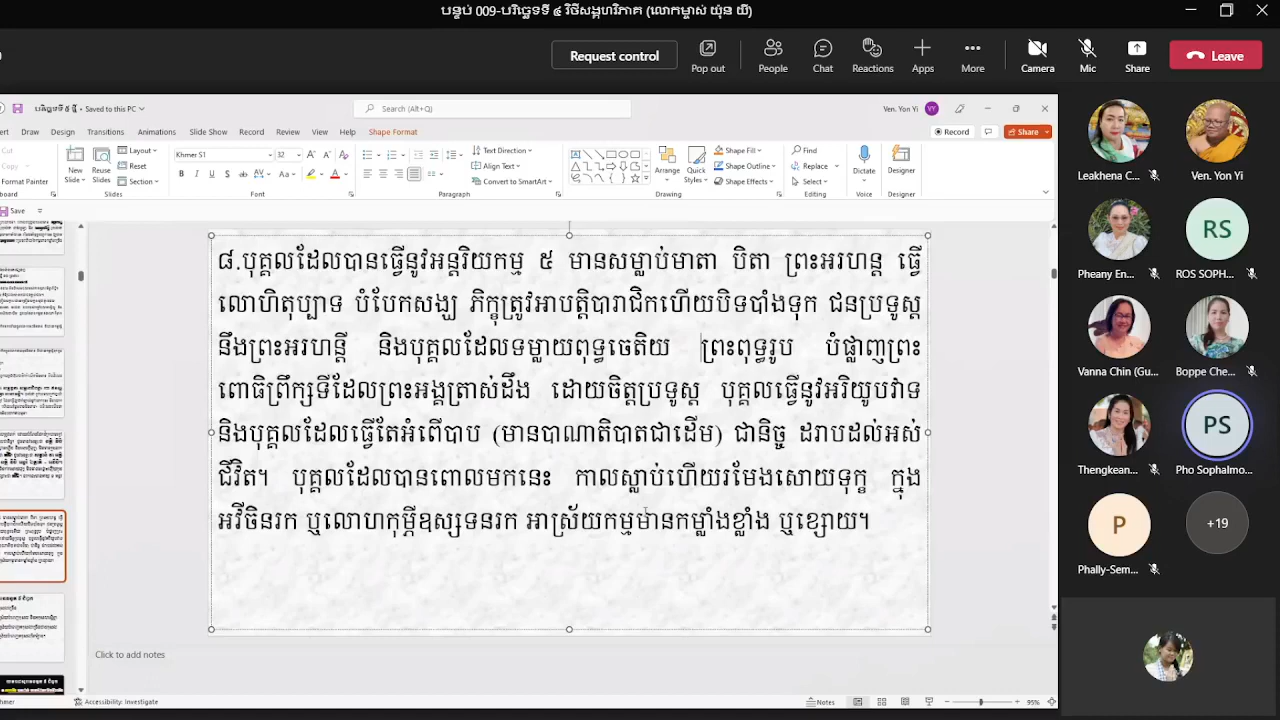 បន្ទប់ 009-បរិច្ឆេទទី ៤ វិថីសង្គហវិភាគ (លោកម្ចាស់ យ៉ុន យី)
Request control
Pop out
People
Chat
Reactions
Apps
More
Camera
Mic
Share
Leave
Saved to this PC
Search (Alt+Q)
Ven. Yon Yi
VY
Draw Design Transitions Animations Slide Show Record Review View Help Shape Format
Record
Share
Format Painter
New Slide
Reuse Slides
Layout
Reset
Section
Slides
Khmer S1
32
Font
Text Direction
Align Text
Convert to SmartArt
Paragraph
Arrange
Quick Styles
Shape Fill
Shape Outline
Shape Effects
Drawing
Find
Replace
Select
Editing
Dictate
Voice
Designer
Designer
Save
៨.បុគ្គលដែលបានធ្វើនូវអន្តរិយកម្ម ៥ មានសម្លាប់មាតា បិតា ព្រះអរហន្ត ធ្វើ
លោហិតុប្បាទ បំបែកសង្ឃ ភិក្ខុត្រូវអាបត្តិបារាជិកហើយបិទបាំងទុក ជនប្រទូស្ត
នឹងព្រះអរហន្តី និងបុគ្គលដែលទម្លាយពុទ្ធចេតិយ ព្រះពុទ្ធរូប បំផ្លាញព្រះ
ពោធិព្រឹក្សទីដែលព្រះអង្គត្រាស់ដឹង ដោយចិត្តប្រទូស្ត បុគ្គលធ្វើនូវអរិយូបវាទ
និងបុគ្គលដែលធ្វើតែអំពើបាប (មានបាណាតិបាតជាដើម) ជានិច្ច ដរាបដល់អស់
ជីវិត។ បុគ្គលដែលបានពោលមកនេះ កាលស្លាប់ហើយរមែងសោយទុក្ខ ក្នុង
អវីចិនរក ឬលោហកុម្ភីឧស្សទនរក អាស្រ័យកម្មមានកម្លាំងខ្លាំង ឬខ្សោយ។
Click to add notes
Accessibility: Investigate
Notes
95%
Leakhena C...
Ven. Yon Yi
Pheany En...
RS
ROS SOPH...
Vanna Chin (Gu...
Boppe Che...
Thengkean...
PS
Pho Sophalmo...
P
Phally-Sem...
+19